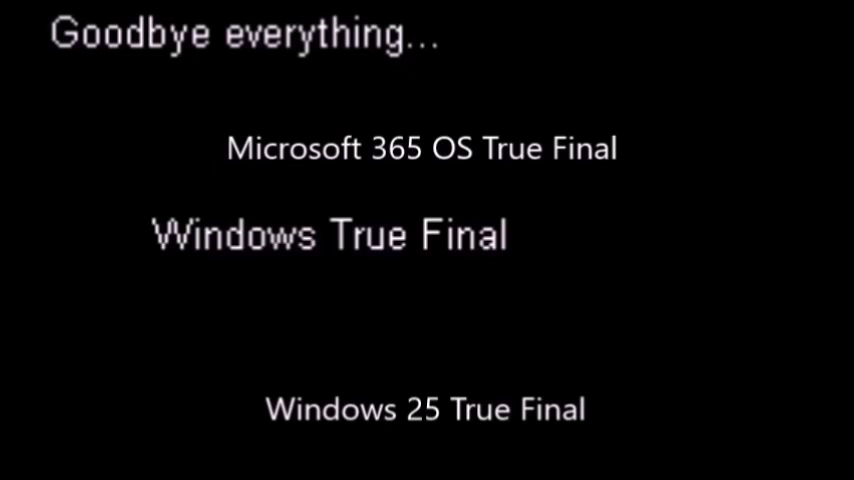 Goodbye everything...
Microsoft 365 OS True Final
Windows True Final
Windows 25 True Final